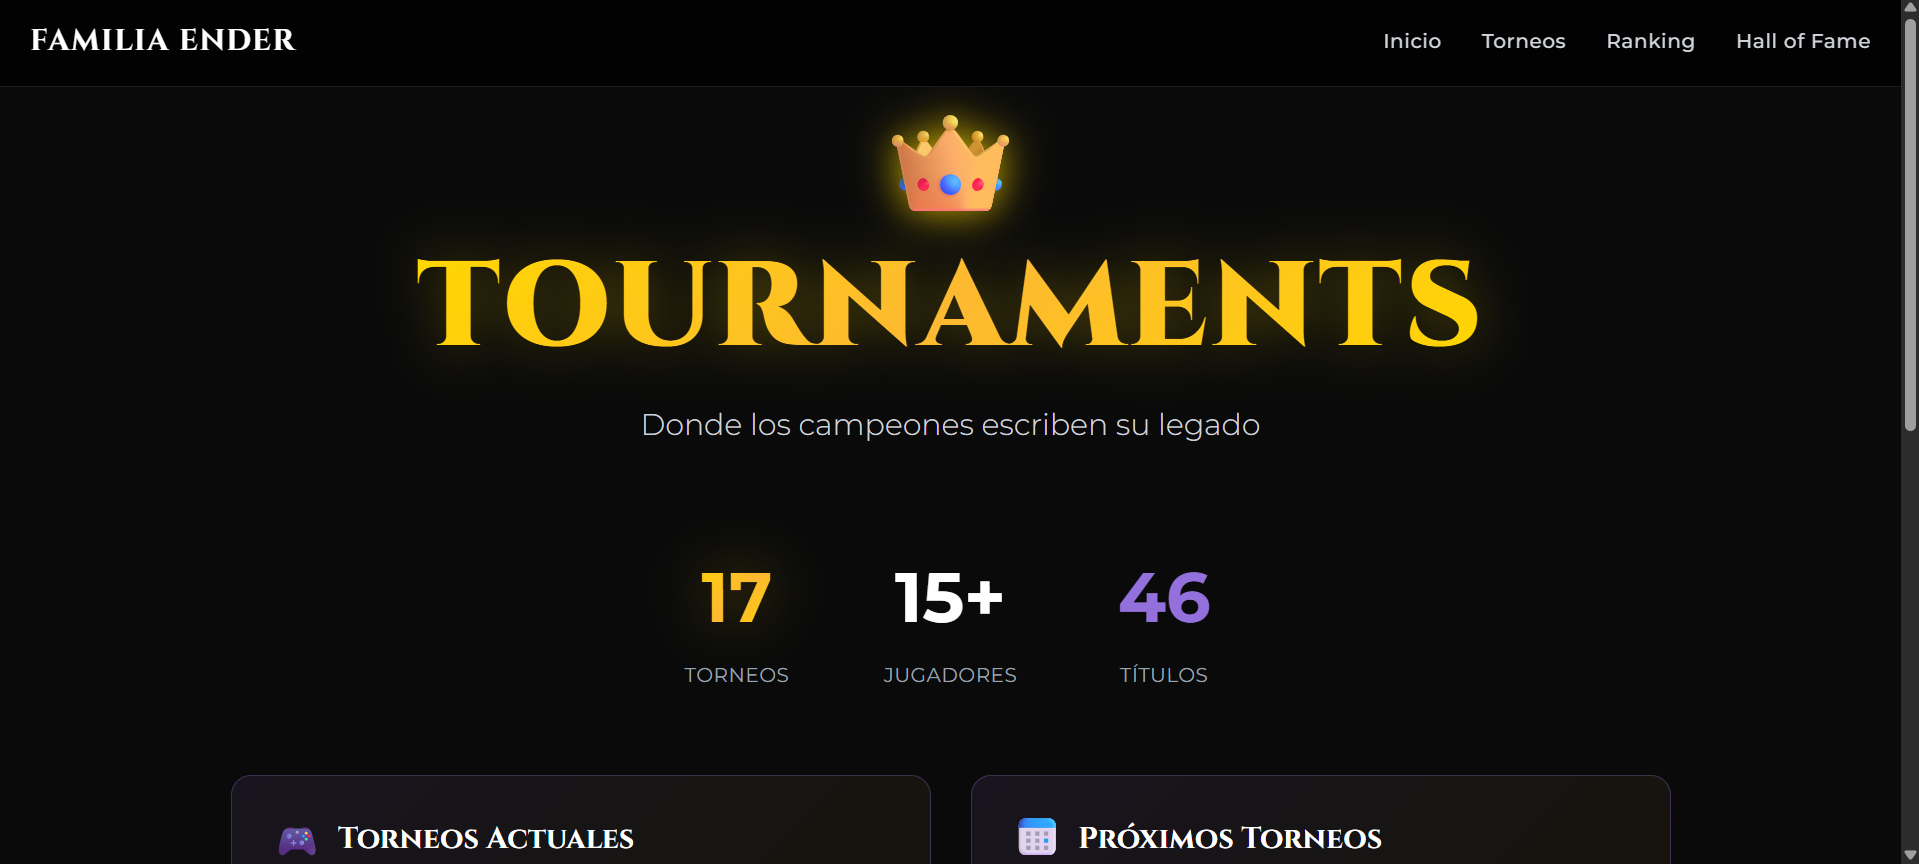 FAMILIA ENDER
Inicio Torneos Ranking Hall of Fame
TOURNAMENTS
Donde los campeones escriben su legado
17 15+ 46
TORNEOS JUGADORES TÍTULOS
Torneos Actuales
Próximos Torneos